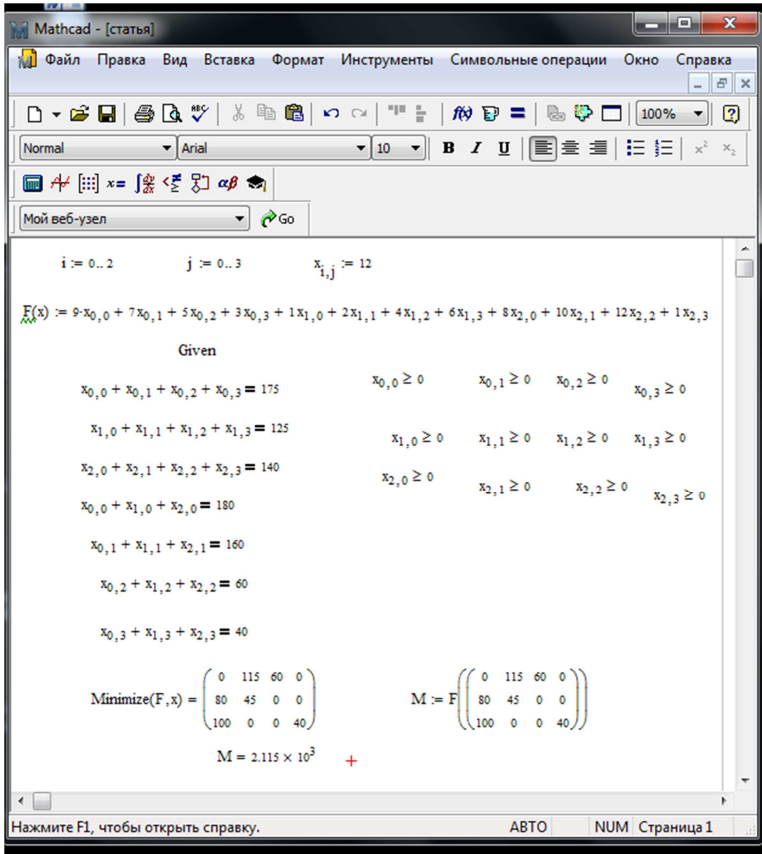 Mathcad - [статья]
Файл Правка Вид Вставка Формат Инструменты Символьные операции Окно Справка
100%
Normal Arial 10 B I U
Мой веб-узел Go
i := 0.. 2 j := 0.. 3 x_{i,j} := 12
F(x) := 9·x_{0,0} + 7x_{0,1} + 5x_{0,2} + 3x_{0,3} + 1x_{1,0} + 2x_{1,1} + 4x_{1,2} + 6x_{1,3} + 8x_{2,0} + 10x_{2,1} + 12x_{2,2} + 1x_{2,3}
Given
x_{0,0} + x_{0,1} + x_{0,2} + x_{0,3} = 175 x_{0,0} ≥ 0 x_{0,1} ≥ 0 x_{0,2} ≥ 0 x_{0,3} ≥ 0
x_{1,0} + x_{1,1} + x_{1,2} + x_{1,3} = 125 x_{1,0} ≥ 0 x_{1,1} ≥ 0 x_{1,2} ≥ 0 x_{1,3} ≥ 0
x_{2,0} + x_{2,1} + x_{2,2} + x_{2,3} = 140 x_{2,0} ≥ 0 x_{2,1} ≥ 0 x_{2,2} ≥ 0 x_{2,3} ≥ 0
x_{0,0} + x_{1,0} + x_{2,0} = 180
x_{0,1} + x_{1,1} + x_{2,1} = 160
x_{0,2} + x_{1,2} + x_{2,2} = 60
x_{0,3} + x_{1,3} + x_{2,3} = 40
0 115 60 0 0 115 60 0
Minimize(F,x) = 80 45 0 0 M := F 80 45 0 0
100 0 0 40 100 0 0 40
M = 2.115 × 10³
Нажмите F1, чтобы открыть справку. АВТО NUM Страница 1